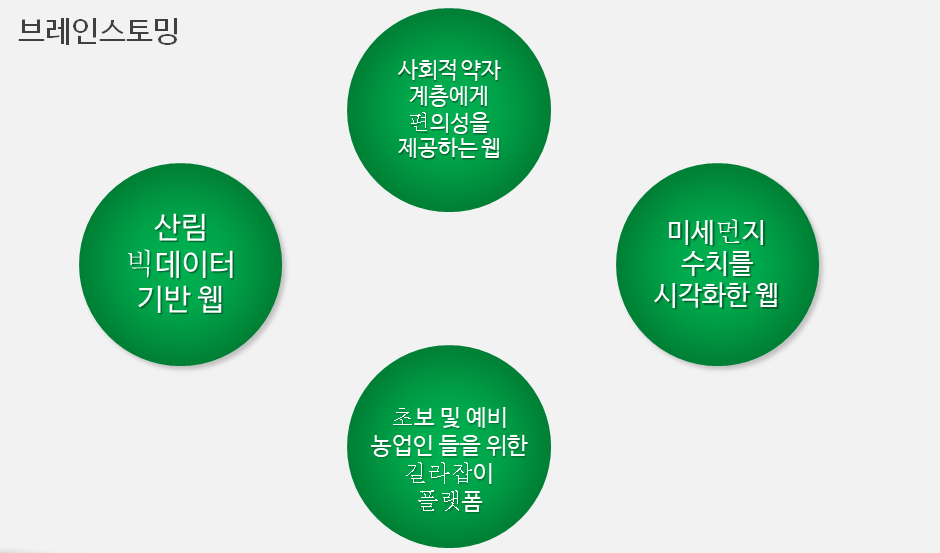 브레인스토밍
사회적 약자
계층에게
편의성을
제공하는 웹
산림
빅데이터
기반 웹
미세먼지
수치를
시각화한 웹
초보 및 예비
농업인 들을 위한
길라잡이
플랫폼